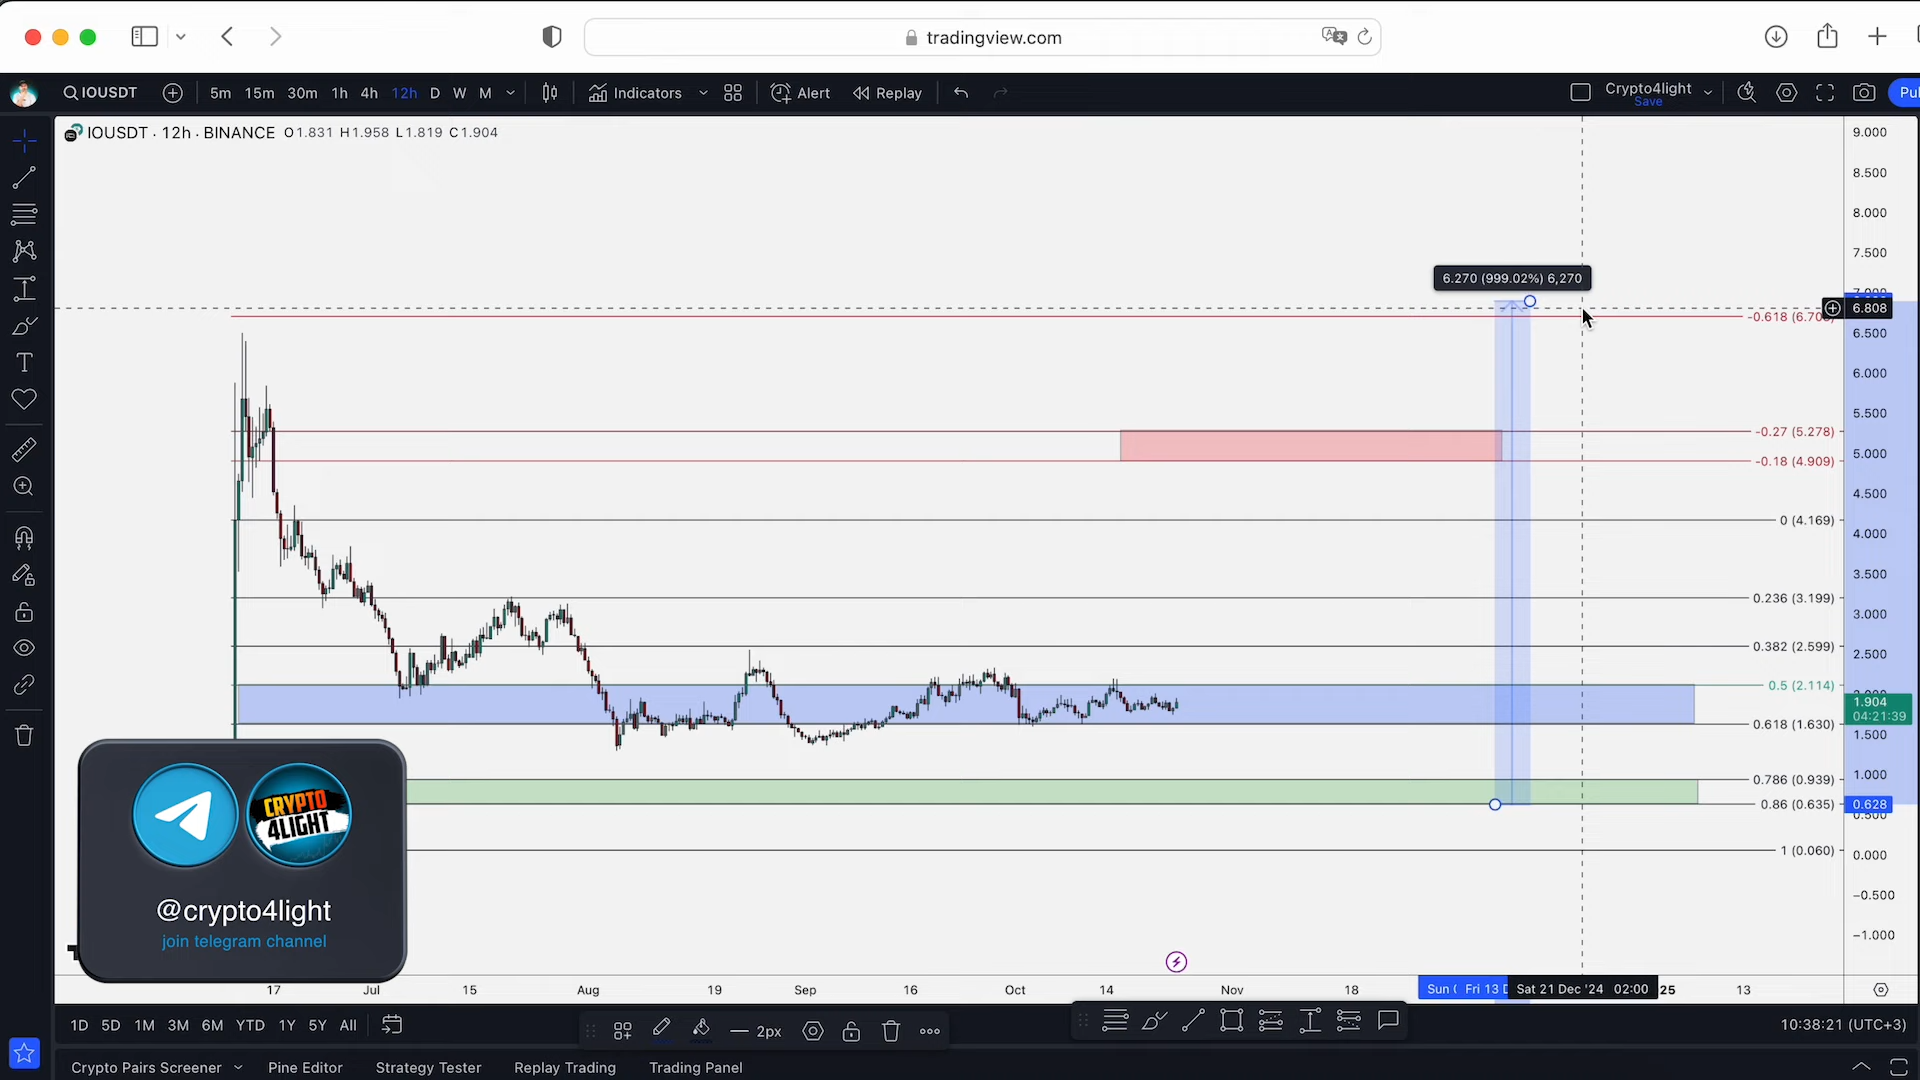 tradingview.com
IOUSDT 5m 15m 30m 1h 4h 12h D W M Indicators Alert Replay Crypto4light
Save
IOUSDT · 12h · BINANCE O1.831 H1.958 L1.819 C1.904
9.000
8.500
8.000
7.500
6.270 (999.02%) 6,270
6.808
-0.618
6.500
6.000
5.500
-0.27 (5.278)
5.000
-0.18 (4.909)
4.500
0 (4.169)
4.000
3.500
0.236 (3.199)
3.000
0.382 (2.599)
2.500
0.5 (2.114)
1.904
04:21:39
0.618 (1.630)
1.500
0.786 (0.939)
1.000
0.86 (0.635)
0.628
1 (0.060)
0.000
−0.500
−1.000
CRYPTO
4LIGHT
@crypto4light
join telegram channel
17 Jul 15 Aug 19 Sep 16 Oct 14 Nov 18 Sun Fri 13 Sat 21 Dec '24 02:00 25 13
1D 5D 1M 3M 6M YTD 1Y 5Y All 2px 10:38:21 (UTC+3)
Crypto Pairs Screener Pine Editor Strategy Tester Replay Trading Trading Panel